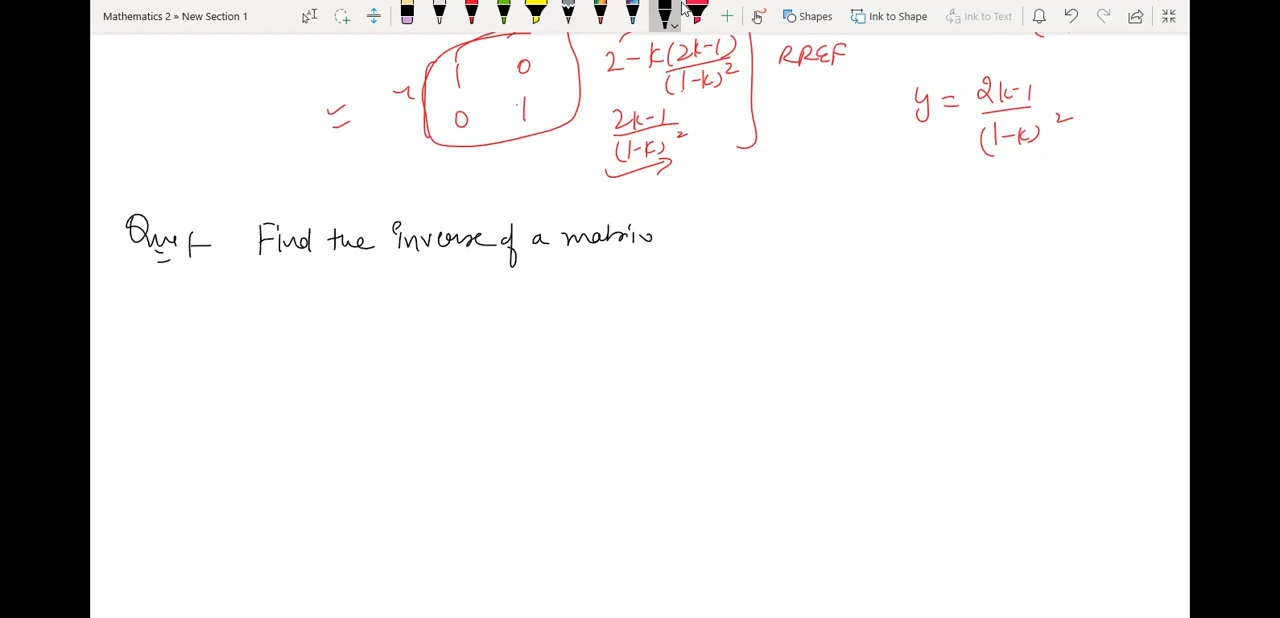 Mathematics 2 » New Section 1
Shapes
Ink to Shape
Ink to Text
1 0 2 - k(2k-1) RREF
(1-k)²
0 1 2k-1
(1-k)²
y = 2k-1
(1-k)²
Que Find the inverse of a matrix